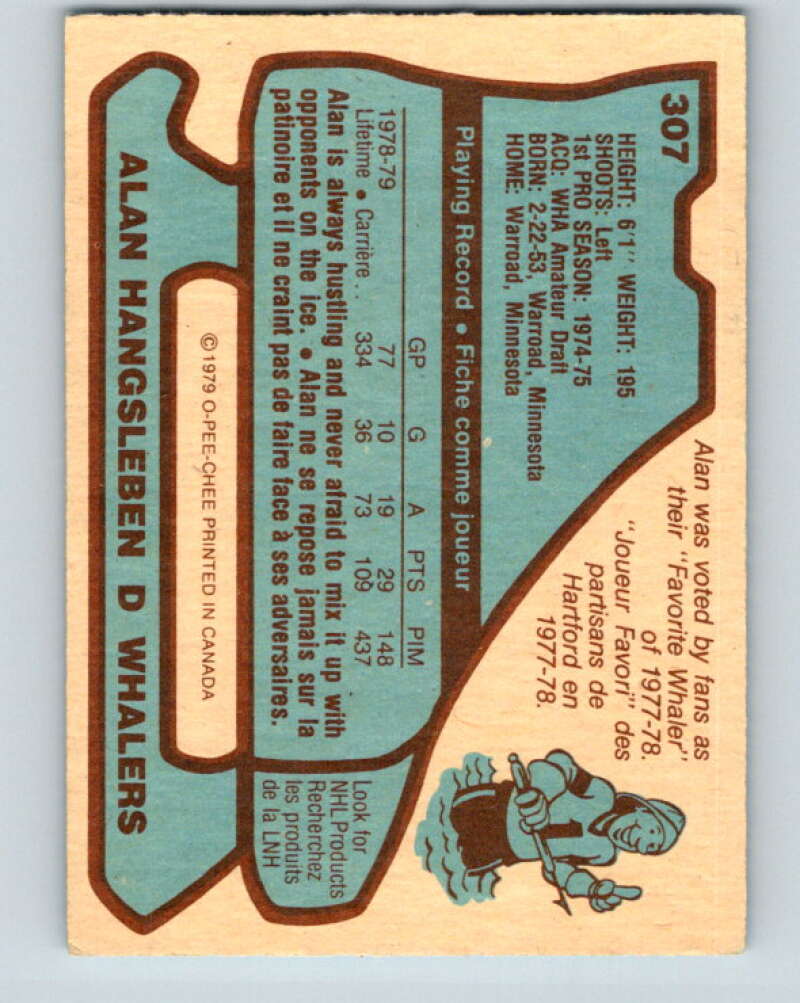 307
HEIGHT: 6'1" WEIGHT: 195
SHOOTS: Left
1st PRO SEASON: 1974-75
ACQ: WHA Amateur Draft
BORN: 2-22-53, Warroad, Minnesota
HOME: Warroad, Minnesota
Alan was voted by fans as
their "Favorite Whaler"
of 1977-78.
"Joueur Favori" des
partisans de
Hartford en
1977-78.
Playing Record • Fiche comme joueur
GP G A PTS PIM
1978-79 77 10 19 29 148
Lifetime • Carrière . . 334 36 73 109 437
Alan is always hustling and never afraid to mix it up with
opponents on the ice. • Alan ne se repose jamais sur la
patinoire et il ne craint pas de faire face à ses adversaires.
Look for
NHL Products
Recherchez
les produits
de la LNH
©1979 O-PEE-CHEE PRINTED IN CANADA
ALAN HANGSLEBEN D WHALERS